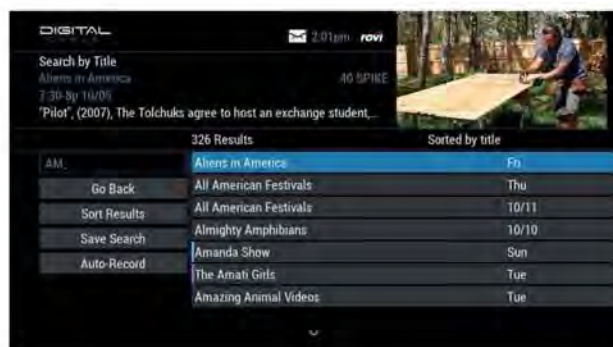 DIGITAL
2:01pm rovi
Search by Title
Aliens in America 40 SPIKE
7:30-8p 10/05
"Pilot", (2007), The Tolchuks agree to host an exchange student,...
326 Results Sorted by title
AM_
Aliens in America Fri
Go Back
All American Festivals Thu
Sort Results
All American Festivals 10/11
Save Search
Almighty Amphibians 10/10
Auto-Record
Amanda Show Sun
The Amati Girls Tue
Amazing Animal Videos Tue